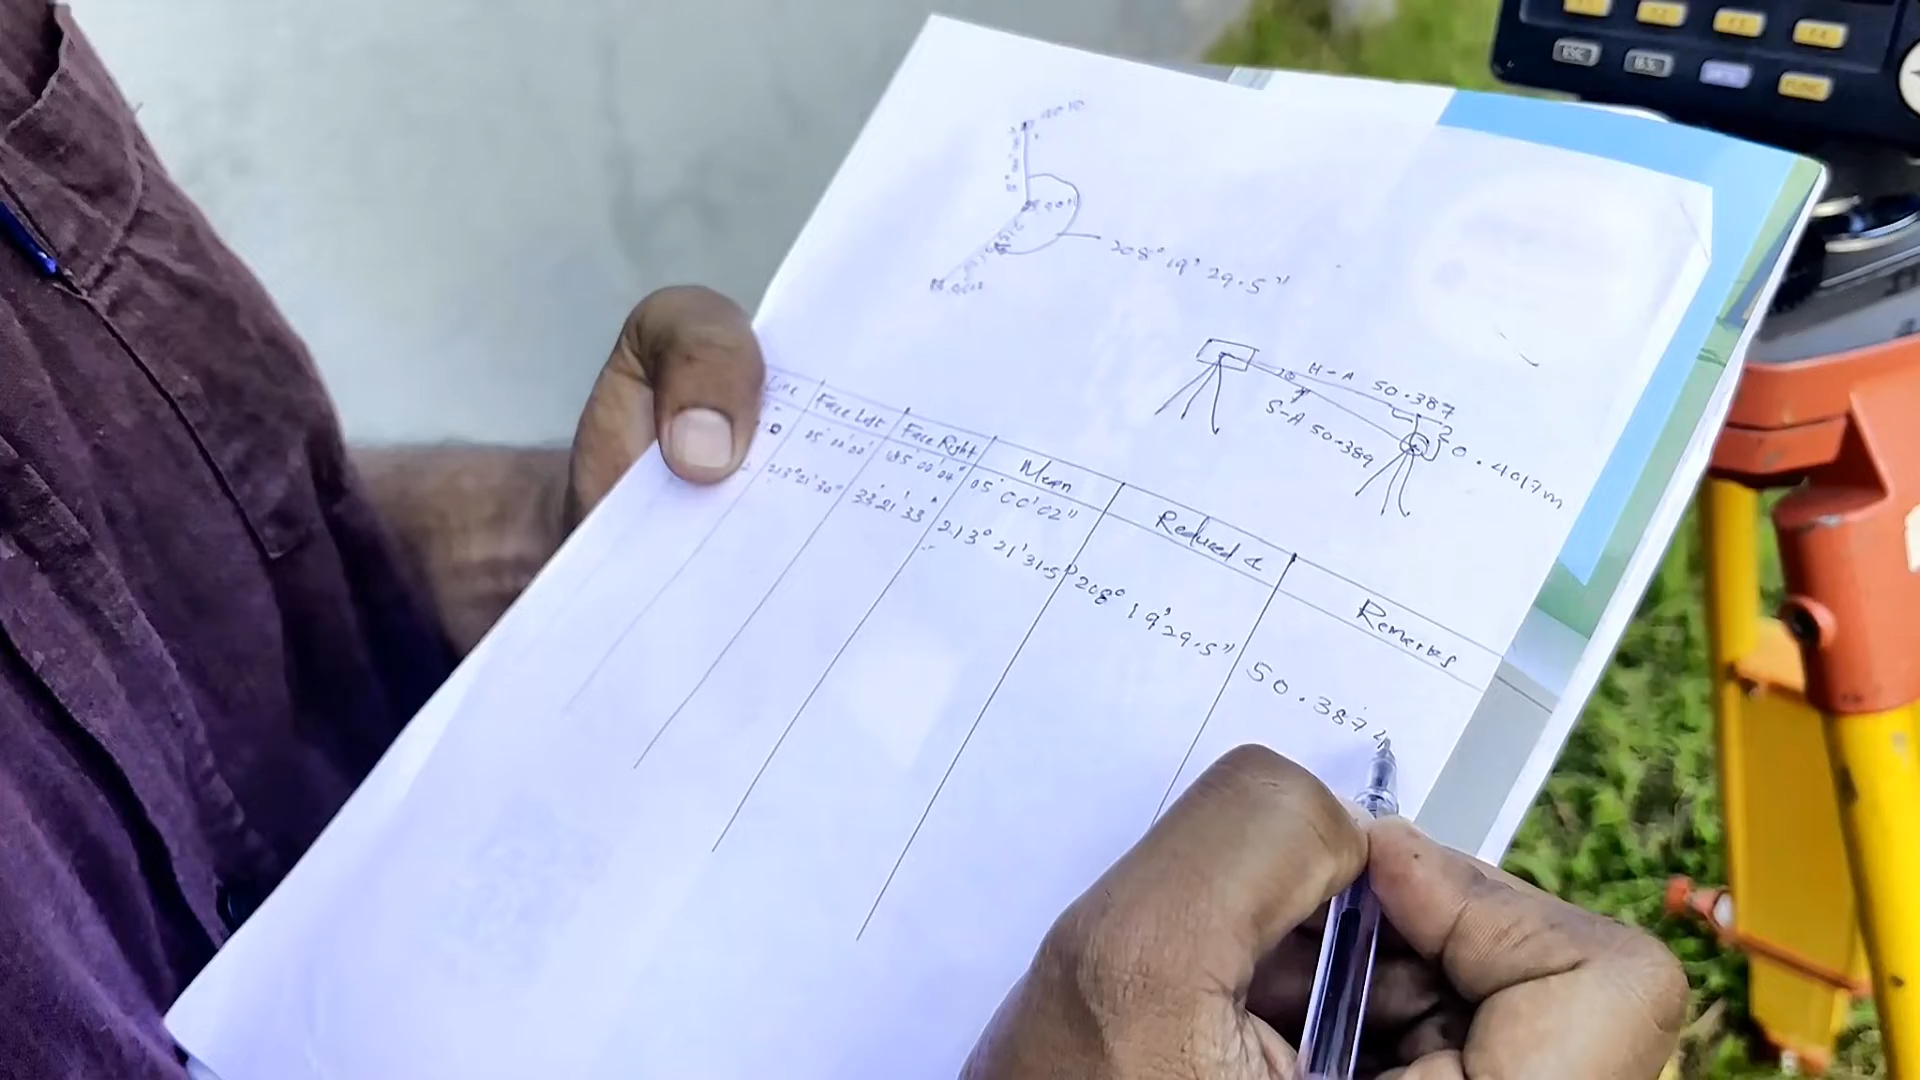 208° 19' 29.5"
H-A 50.387
S-A 50.389
0.4017m
Line Face Left Face Right Mean Reduced ∠ Remarks
05°00'00" 185°00'04" 05°00'02"
213°21'30" 33°21'33" 213°21'31.5" 208°19'29.5" 50.387
ESC
FUNC